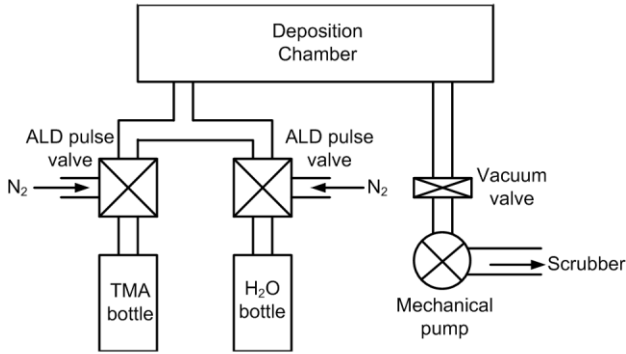 Deposition
Chamber
ALD pulse
valve
ALD pulse
valve
N₂
N₂
Vacuum
valve
TMA
bottle
H₂O
bottle
Scrubber
Mechanical
pump